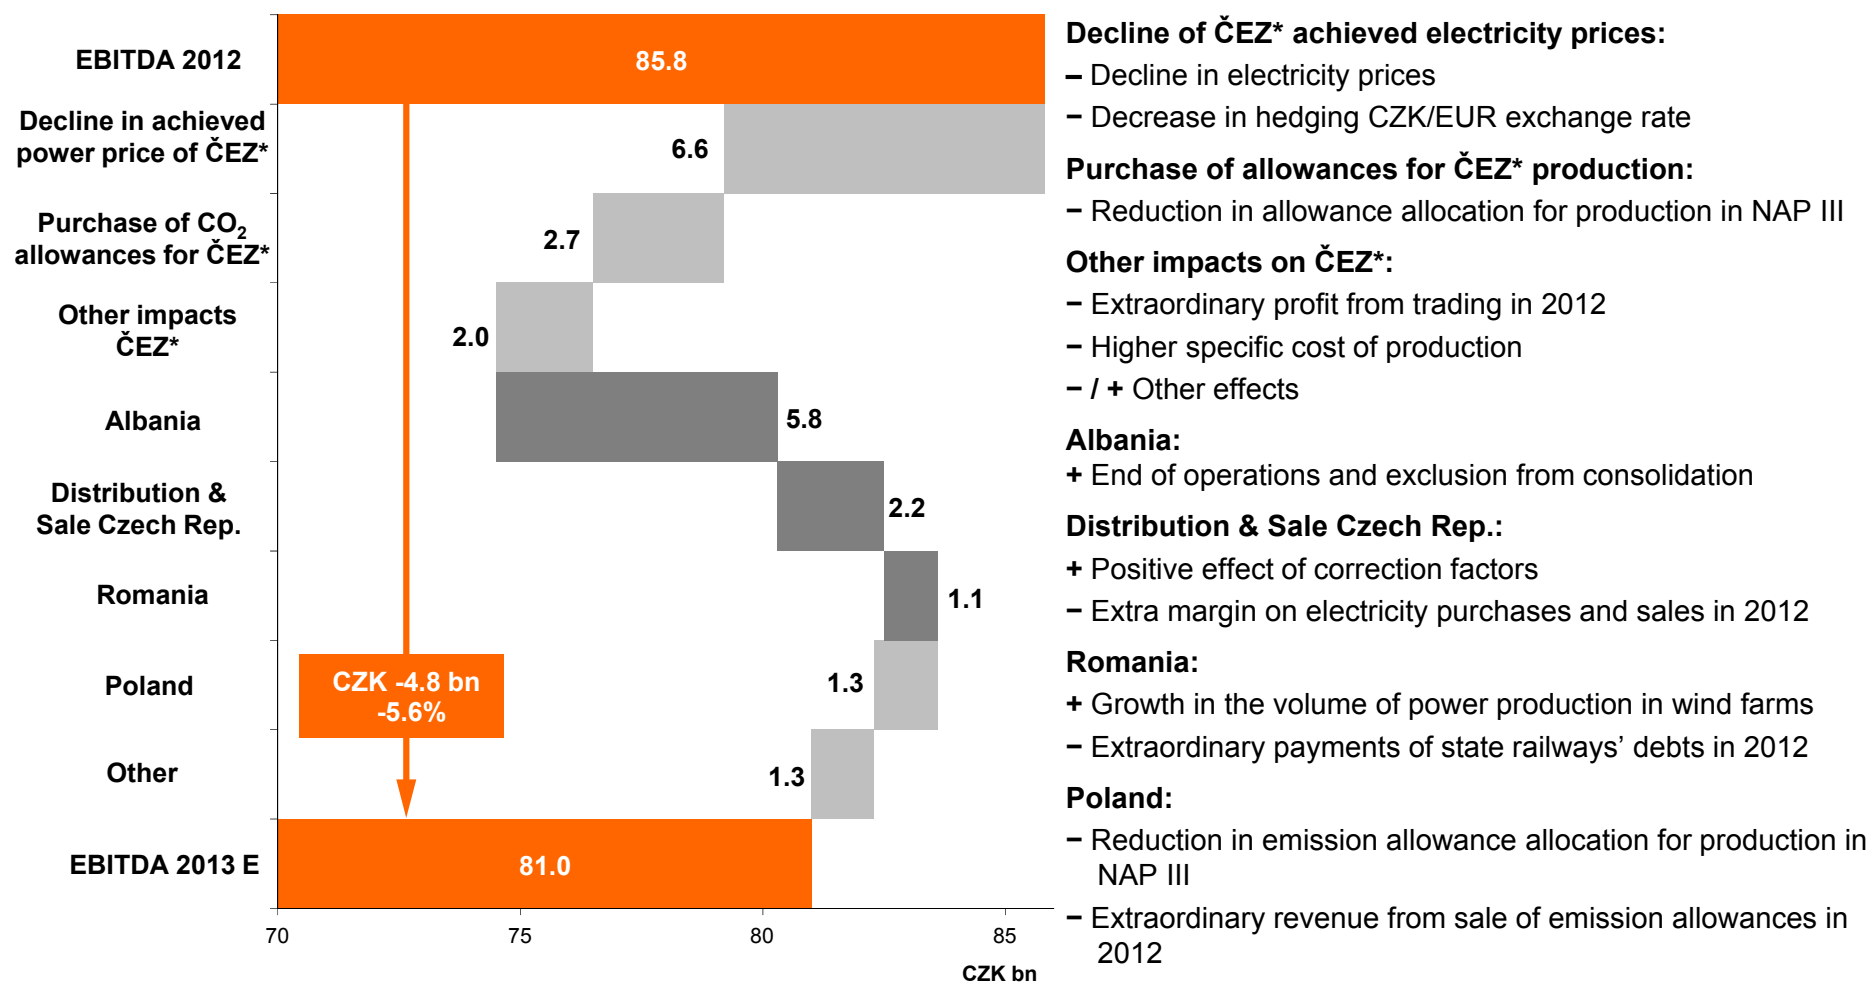 EBITDA 2012
85.8
Decline in achieved
power price of ČEZ*
6.6
Purchase of CO₂
allowances for ČEZ*
2.7
Other impacts
ČEZ*
2.0
Albania
5.8
Distribution &
Sale Czech Rep.
2.2
Romania
1.1
Poland
1.3
CZK -4.8 bn
-5.6%
Other
1.3
EBITDA 2013 E
81.0
70
75
80
85
CZK bn
Decline of ČEZ* achieved electricity prices:
− Decline in electricity prices
− Decrease in hedging CZK/EUR exchange rate
Purchase of allowances for ČEZ* production:
− Reduction in allowance allocation for production in NAP III
Other impacts on ČEZ*:
− Extraordinary profit from trading in 2012
− Higher specific cost of production
− / + Other effects
Albania:
+ End of operations and exclusion from consolidation
Distribution & Sale Czech Rep.:
+ Positive effect of correction factors
− Extra margin on electricity purchases and sales in 2012
Romania:
+ Growth in the volume of power production in wind farms
− Extraordinary payments of state railways’ debts in 2012
Poland:
− Reduction in emission allowance allocation for production in
NAP III
− Extraordinary revenue from sale of emission allowances in
2012